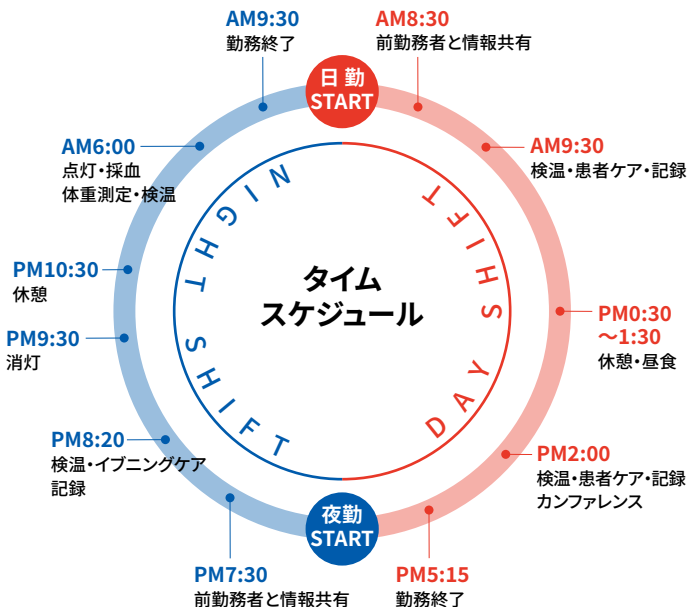 タイム
スケジュール
日勤
START
DAY SHIFT
AM8:30
前勤務者と情報共有
AM9:30
検温・患者ケア・記録
PM0:30
～1:30
休憩・昼食
PM2:00
検温・患者ケア・記録
カンファレンス
PM5:15
勤務終了
夜勤
START
NIGHT SHIFT
PM7:30
前勤務者と情報共有
PM8:20
検温・イブニングケア
記録
PM9:30
消灯
PM10:30
休憩
AM6:00
点灯・採血
体重測定・検温
AM9:30
勤務終了